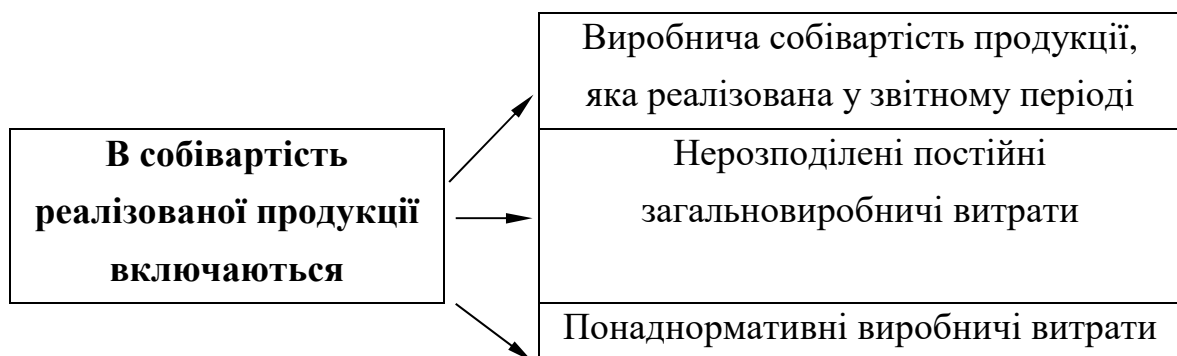 Виробнича собівартість продукції,
яка реалізована у звітному періоді
В собівартість
реалізованої продукції
включаються
Нерозподілені постійні
загальновиробничі витрати
Понаднормативні виробничі витрати